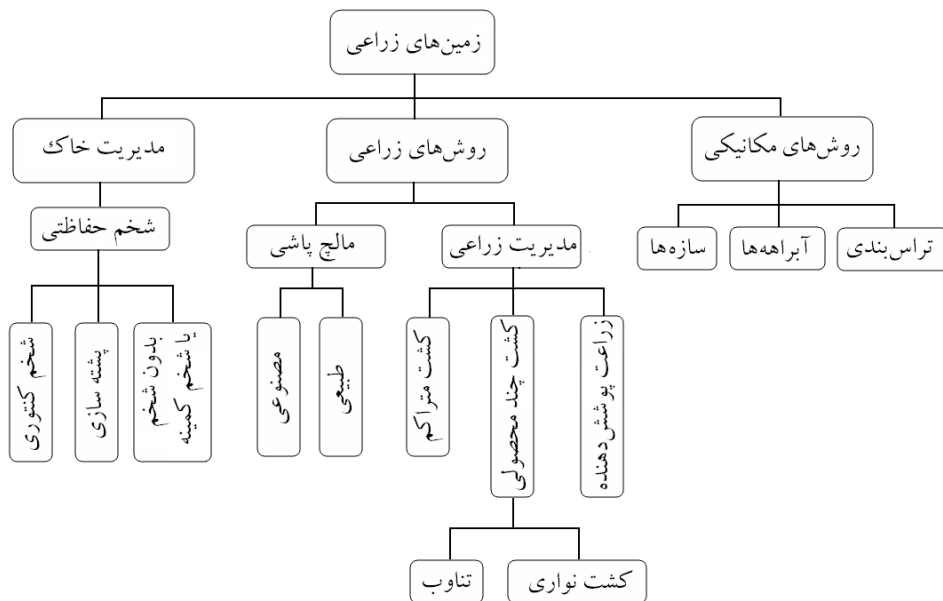 زمین‌های زراعی
روش‌های مکانیکی
روش‌های زراعی
مدیریت خاک
تراس‌بندی
آبراهه‌ها
سازه‌ها
مدیریت زراعی
مالچ پاشی
شخم حفاظتی
زراعت پوشش‌دهنده
کشت چند محصولی
کشت متراکم
طبیعی
مصنوعی
بدون شخم
یا شخم کمینه
پشته سازی
شخم کنتوری
کشت نواری
تناوب